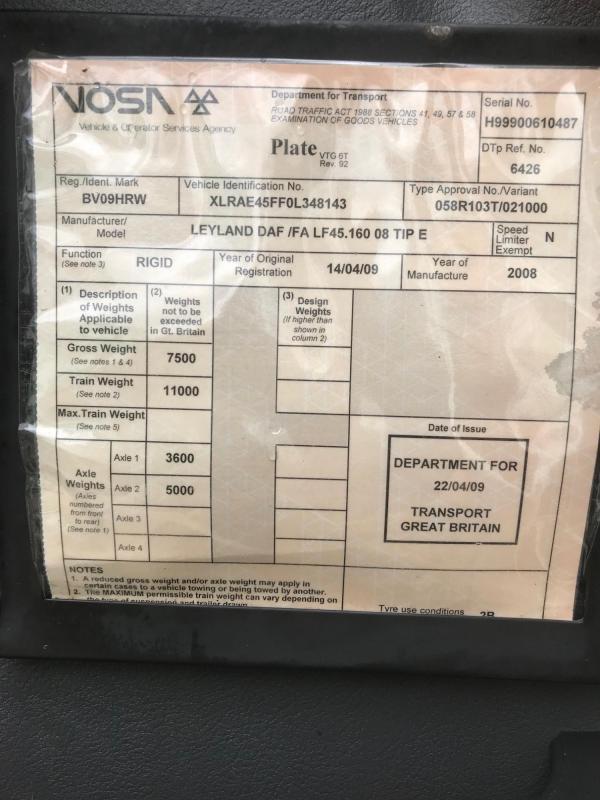 VOSA
Vehicle & Operator Services Agency
Department for Transport
ROAD TRAFFIC ACT 1988 SECTIONS 41, 49, 57 & 58
EXAMINATION OF GOODS VEHICLES
Plate VTG 6T
Rev. 92
Serial No.
H99900610487
DTp Ref. No.
6426
Reg./Ident. Mark
BV09HRW
Vehicle Identification No.
XLRAE45FF0L348143
Type Approval No./Variant
058R103T/021000
Manufacturer/
Model
LEYLAND DAF /FA LF45.160 08 TIP E
Speed
Limiter
Exempt
N
Function
(See note 3)
RIGID
Year of Original
Registration
14/04/09
Year of
Manufacture
2008
(1) Description
of Weights
Applicable
to vehicle
(2) Weights
not to be
exceeded
in Gt. Britain
(3) Design
Weights
(If higher than
shown in
column 2)
Gross Weight
(See notes 1 & 4)
7500
Train Weight
(See note 2)
11000
Max.Train Weight
(See note 5)
Axle
Weights
(Axles
numbered
from front
to rear)
(See note 1)
Axle 1
3600
Axle 2
5000
Axle 3
Axle 4
Date of Issue
DEPARTMENT FOR
22/04/09
TRANSPORT
GREAT BRITAIN
NOTES
1. A reduced gross weight and/or axle weight may apply in
certain cases to a vehicle towing or being towed by another.
2. The MAXIMUM permissible train weight can vary depending on
the type of suspension and trailer drawn
Tyre use conditions
2R